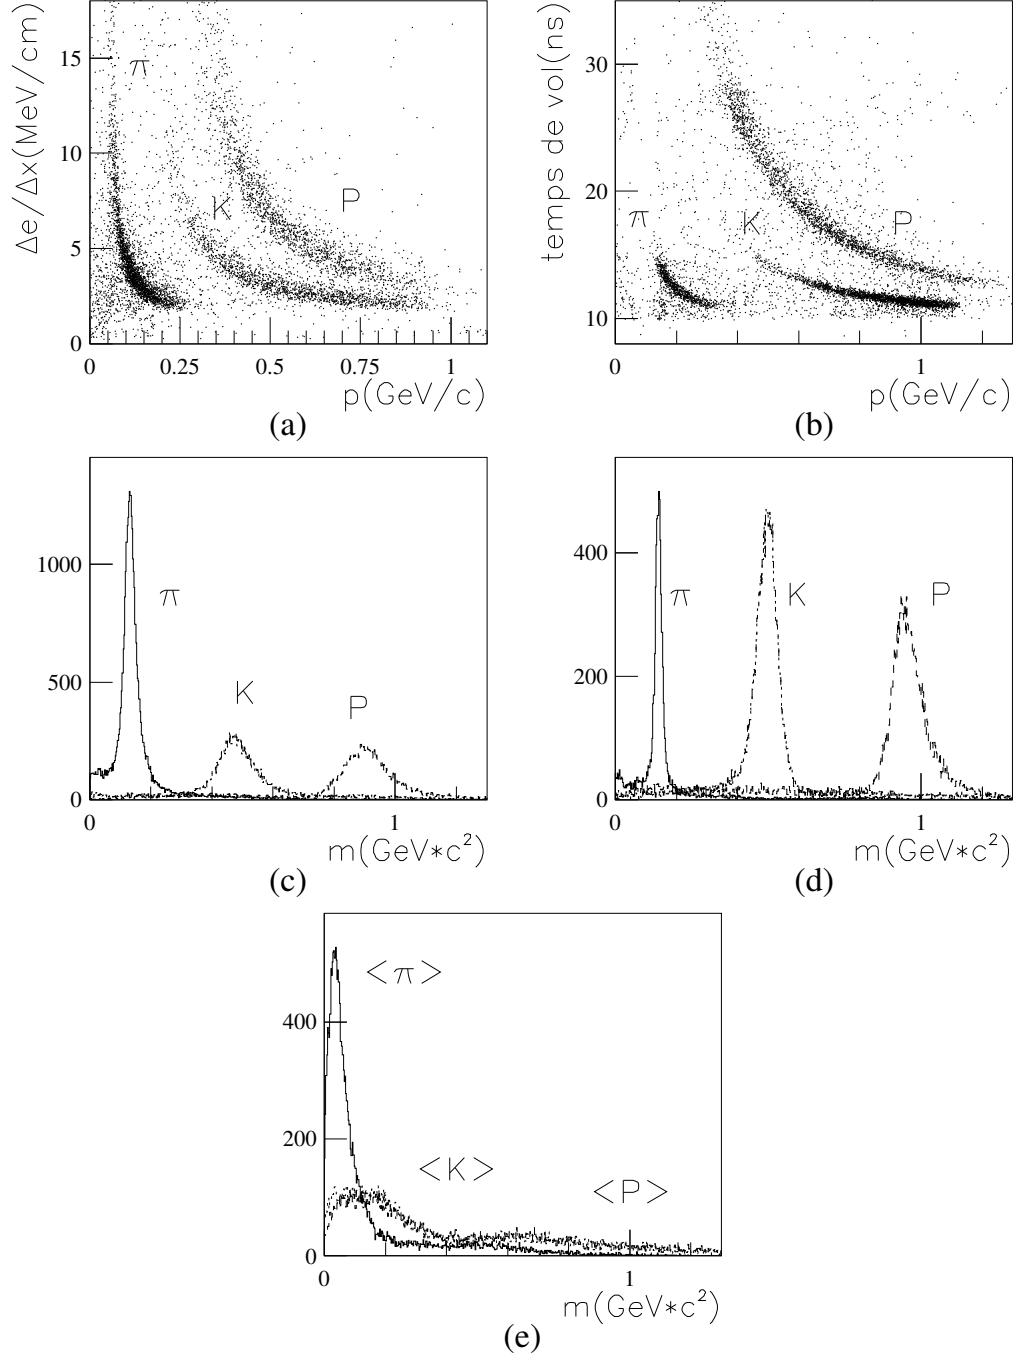 Δe/Δx(MeV/cm)
15
10
5
0
π
K
P
0 0.25 0.5 0.75 1
p(GeV/c)
(a)
temps de vol(ns)
30
20
10
π
K
P
0 1
p(GeV/c)
(b)
1000
500
0
π
K
P
0 1
m(GeV*c²)
(c)
400
200
0
π
K
P
0 1
m(GeV*c²)
(d)
400
200
0
<π>
<K>
<P>
0 1
m(GeV*c²)
(e)